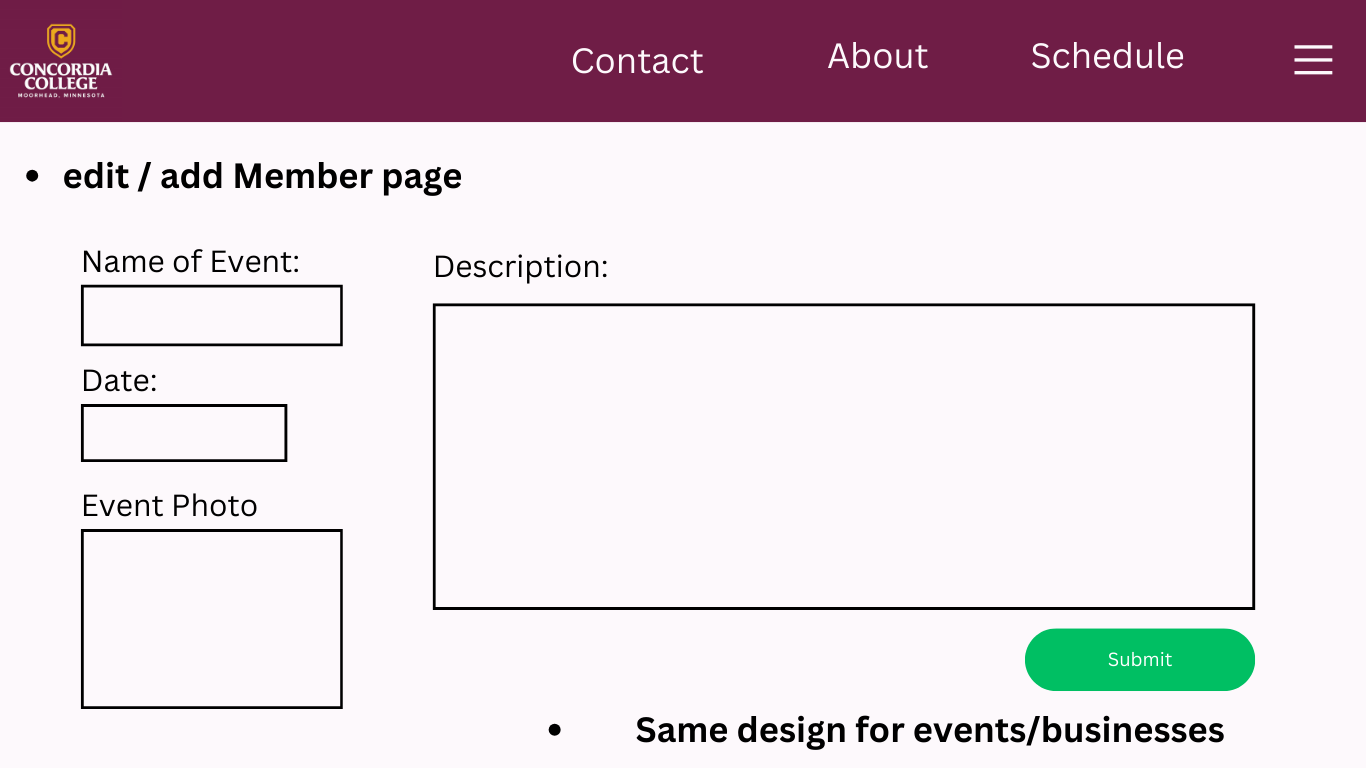 CONCORDIA
COLLEGE
MOORHEAD, MINNESOTA
Contact
About
Schedule
• edit / add Member page
Name of Event:
Description:
Date:
Event Photo
Submit
• Same design for events/businesses